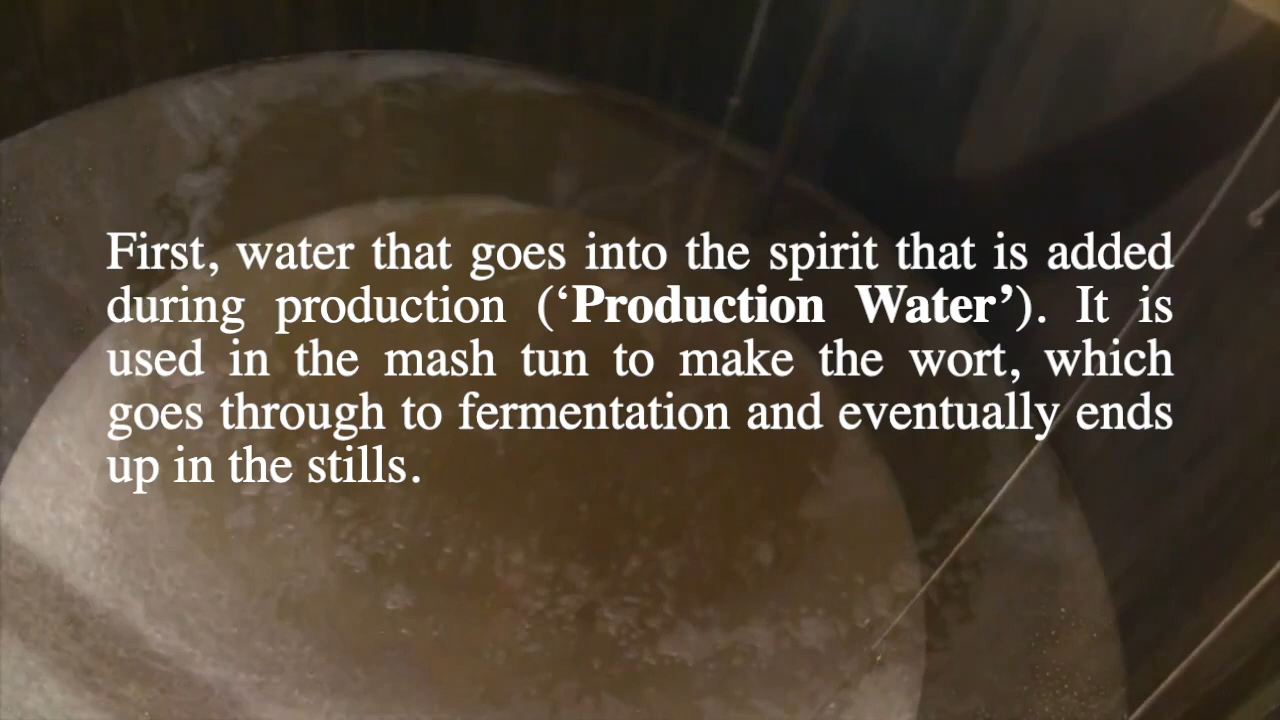 First, water that goes into the spirit that is added
during production (‘Production Water’). It is
used in the mash tun to make the wort, which
goes through to fermentation and eventually ends
up in the stills.